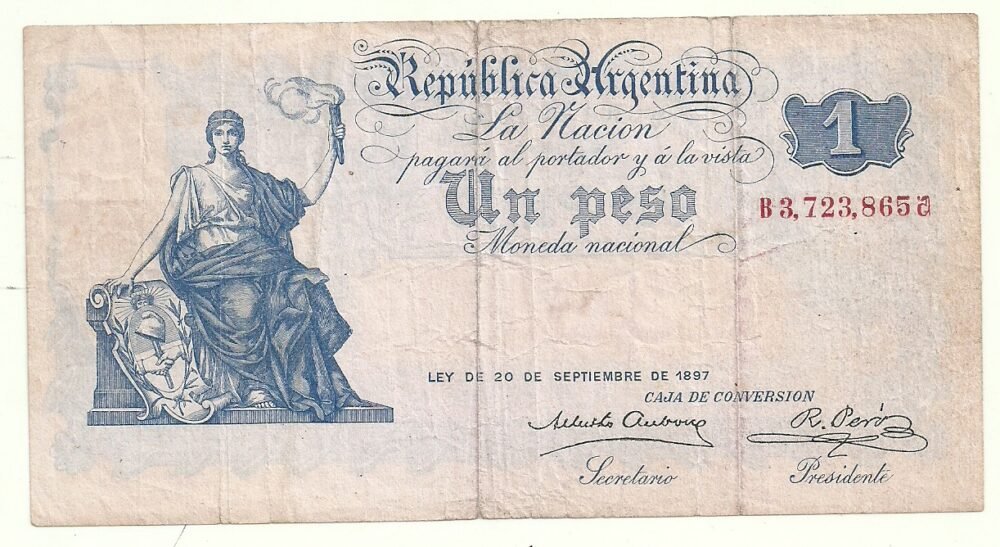 República Argentina
La Nacion
pagará al portador y á la vista
Un peso
Moneda nacional
1
B 3,723,865
LEY DE 20 DE SEPTIEMBRE DE 1897
CAJA DE CONVERSION
R. Peró
Secretario
Presidente